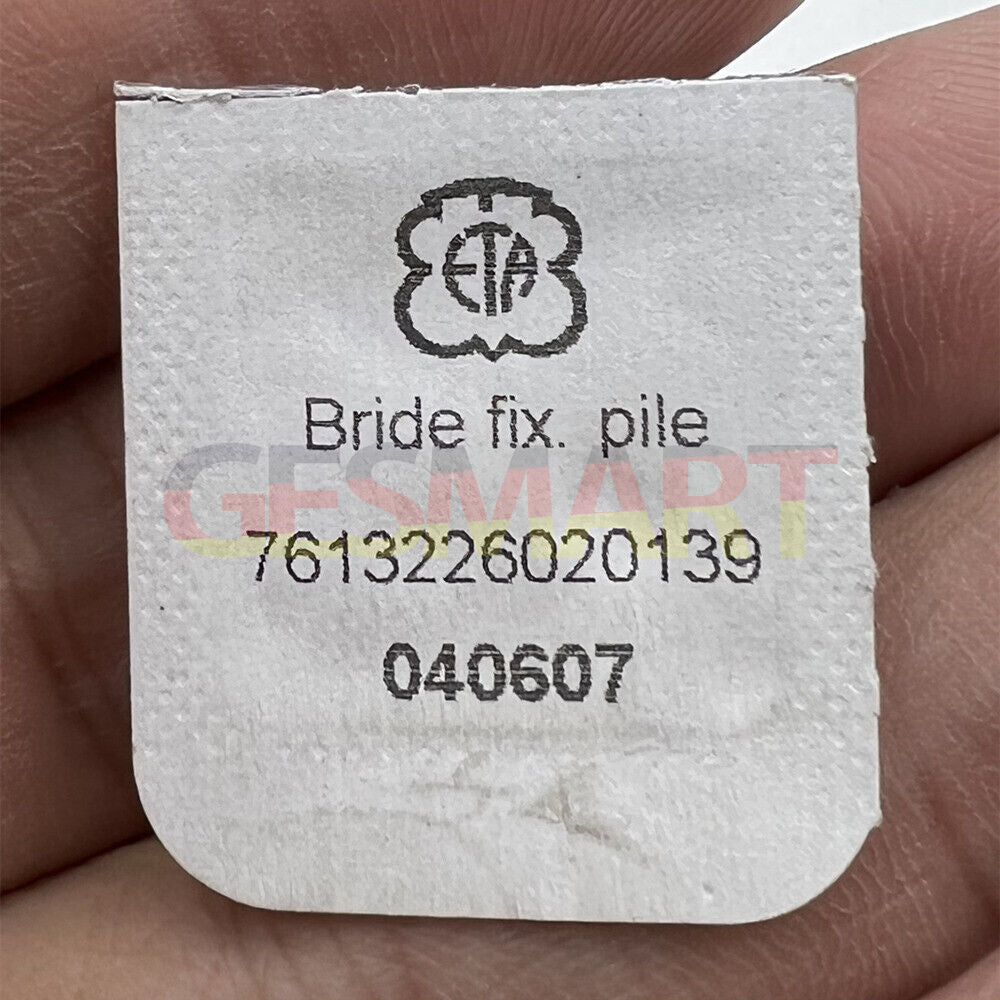 ETA
Bride fix. pile
GESMART
7613226020139
040607